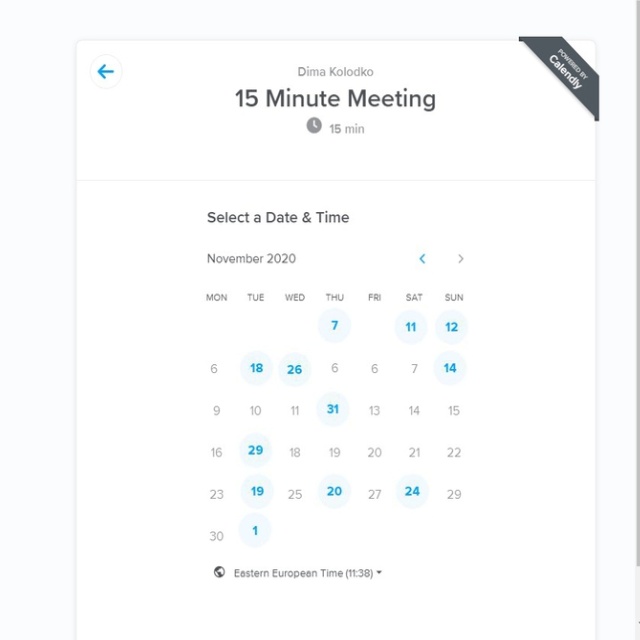 POWERED BY
Calendly
Dima Kolodko
15 Minute Meeting
15 min
Select a Date & Time
November 2020
MON TUE WED THU FRI SAT SUN
7 11 12
6 18 26 6 6 7 14
9 10 11 31 13 14 15
16 29 18 19 20 21 22
23 19 25 20 27 24 29
30 1
Eastern European Time (11:38)